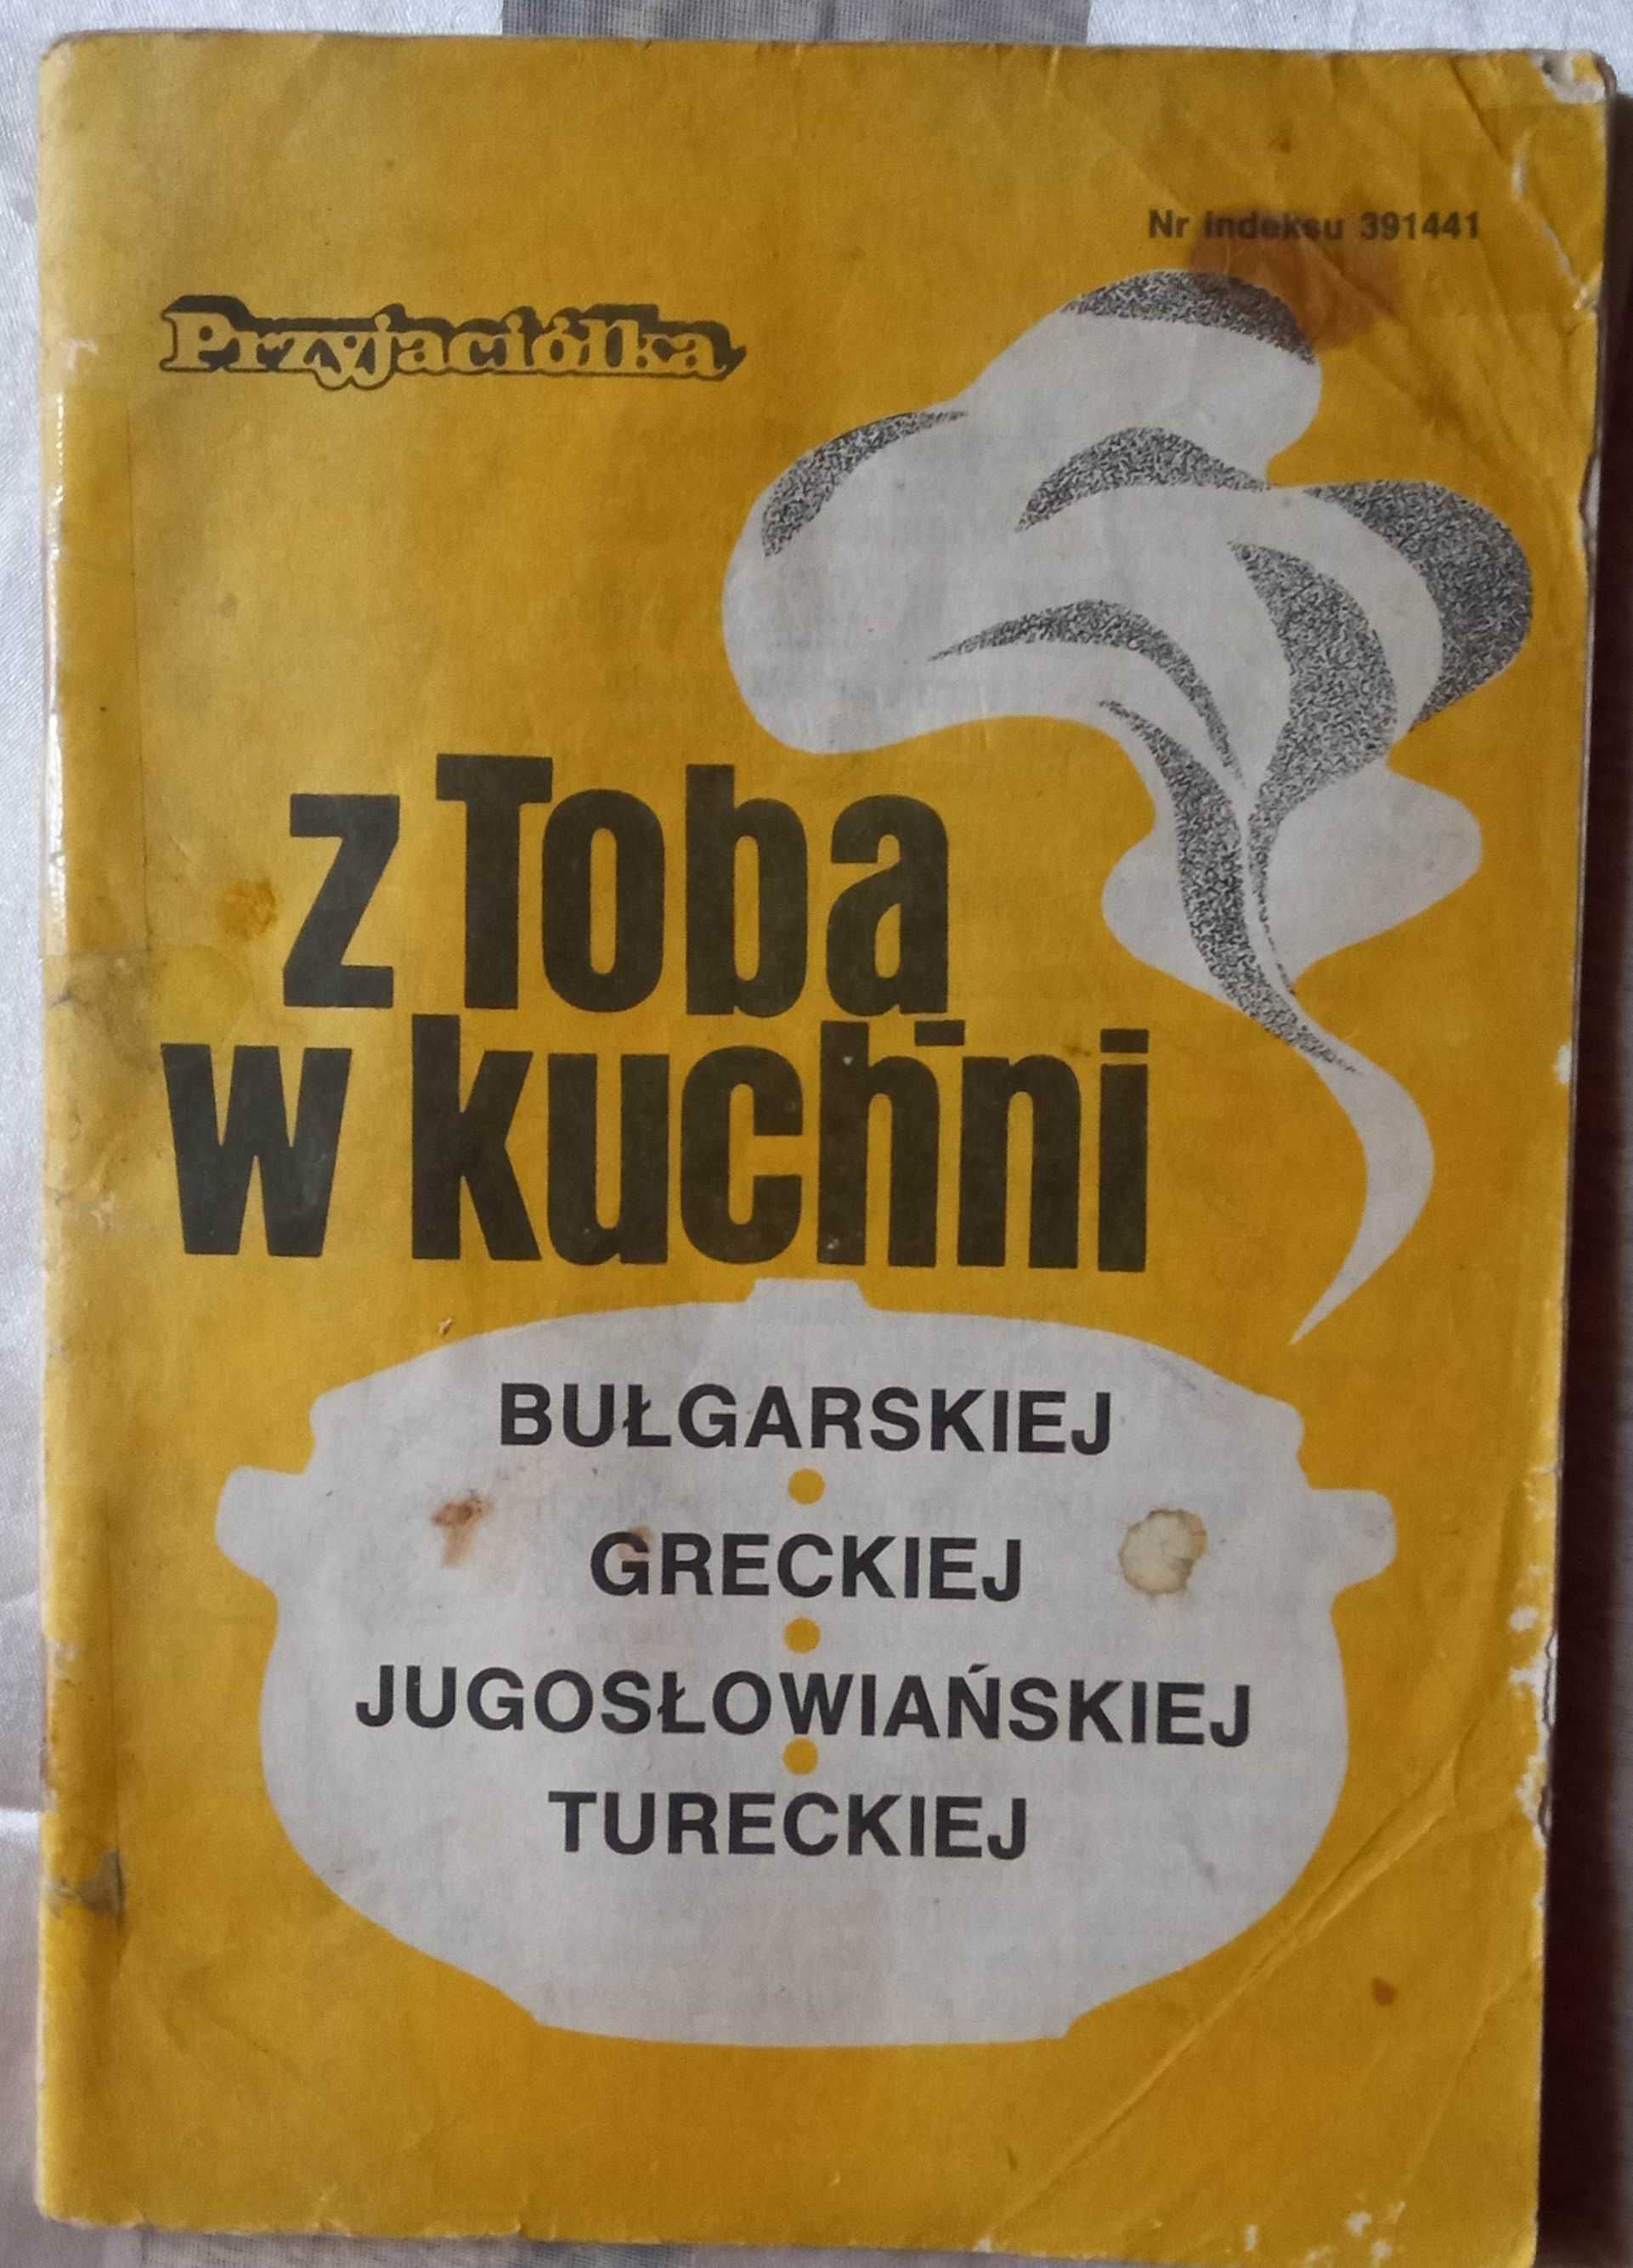 Nr indeksu 391441
Przyjaciółka
z Tobą
w kuchni
BUŁGARSKIEJ
GRECKIEJ
JUGOSŁOWIAŃSKIEJ
TURECKIEJ